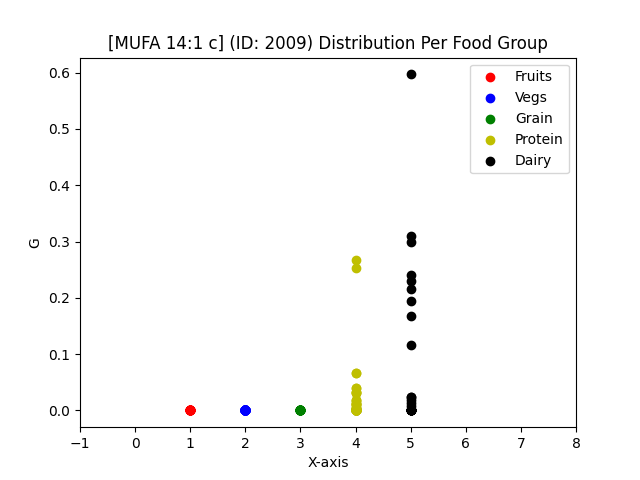 [MUFA 14:1 c] (ID: 2009) Distribution Per Food Group
0.6
0.5
0.4
0.3
0.2
0.1
0.0
G
Fruits
Vegs
Grain
Protein
Dairy
−1 0 1 2 3 4 5 6 7 8
X-axis